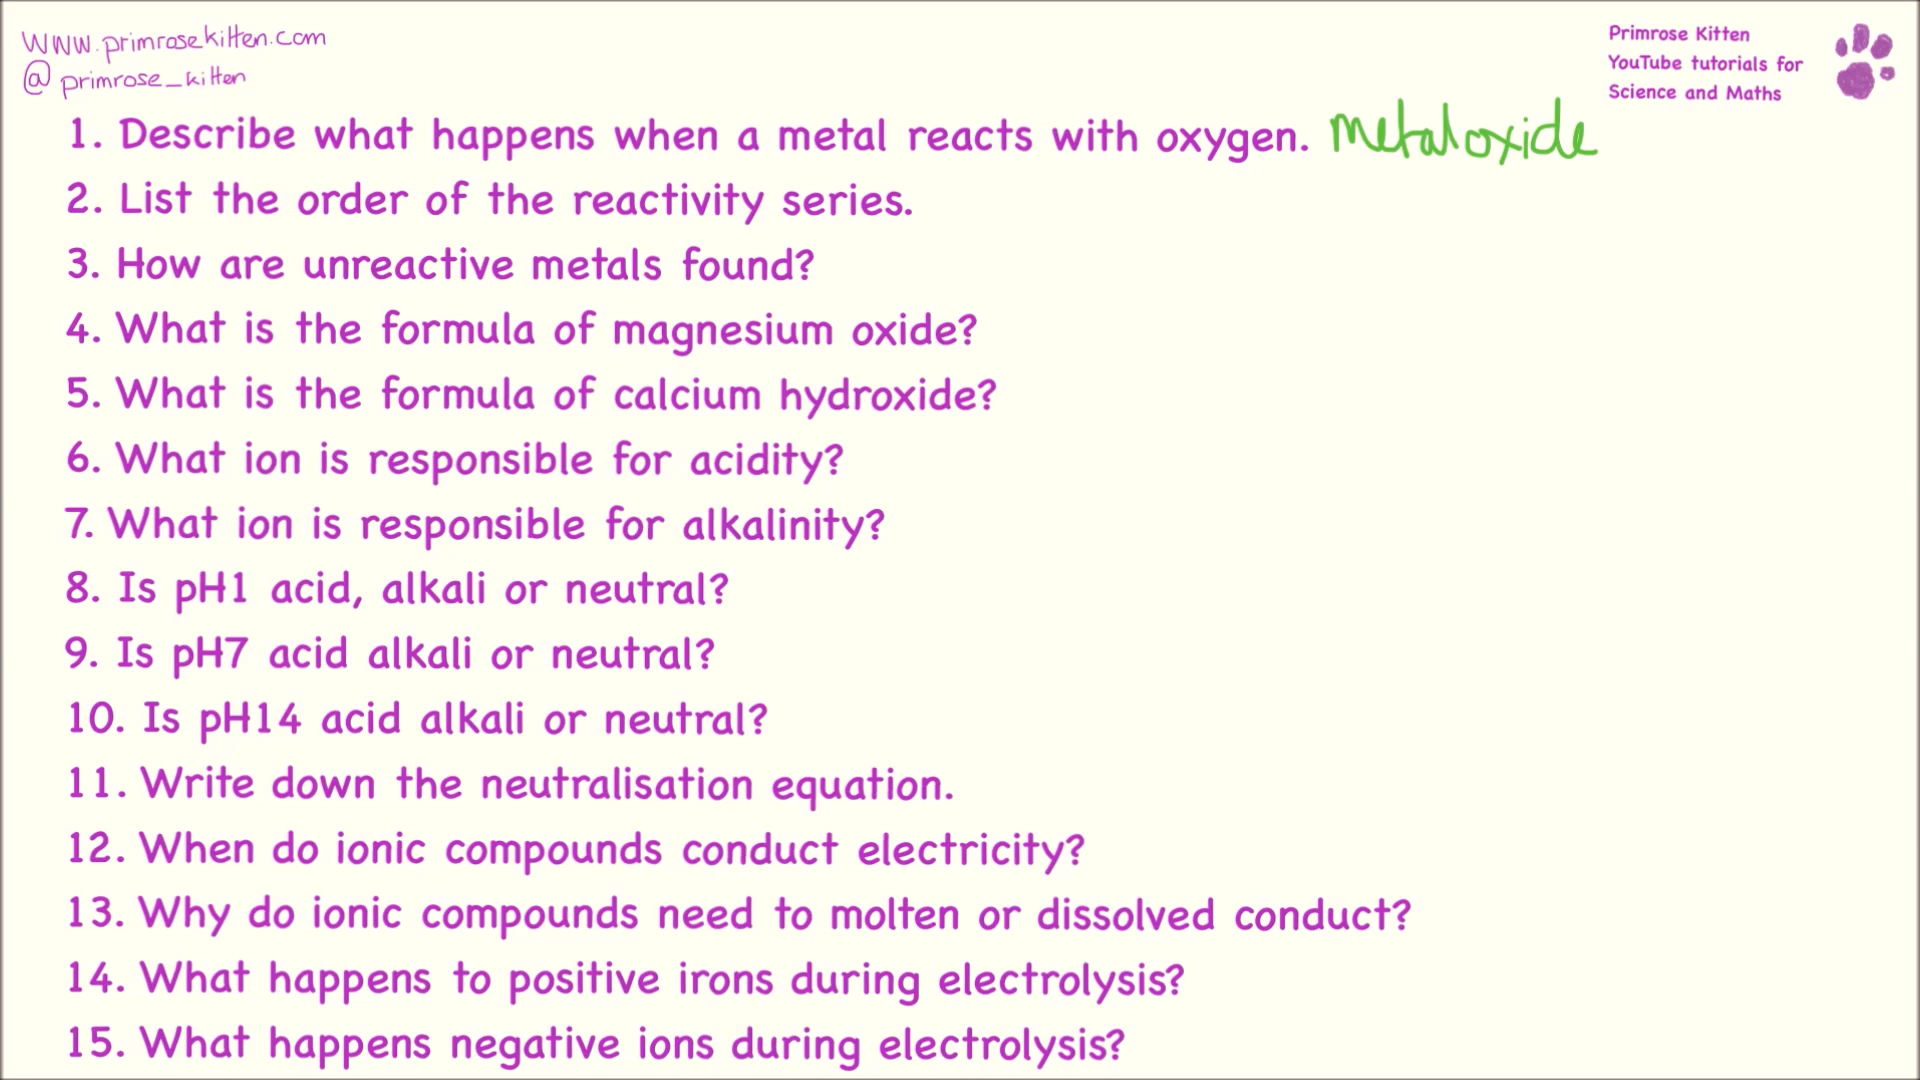 www.primrosekitten.com
@primrose_kitten
Primrose Kitten
YouTube tutorials for
Science and Maths
1. Describe what happens when a metal reacts with oxygen. metal oxide
2. List the order of the reactivity series.
3. How are unreactive metals found?
4. What is the formula of magnesium oxide?
5. What is the formula of calcium hydroxide?
6. What ion is responsible for acidity?
7. What ion is responsible for alkalinity?
8. Is pH1 acid, alkali or neutral?
9. Is pH7 acid alkali or neutral?
10. Is pH14 acid alkali or neutral?
11. Write down the neutralisation equation.
12. When do ionic compounds conduct electricity?
13. Why do ionic compounds need to molten or dissolved conduct?
14. What happens to positive irons during electrolysis?
15. What happens negative ions during electrolysis?